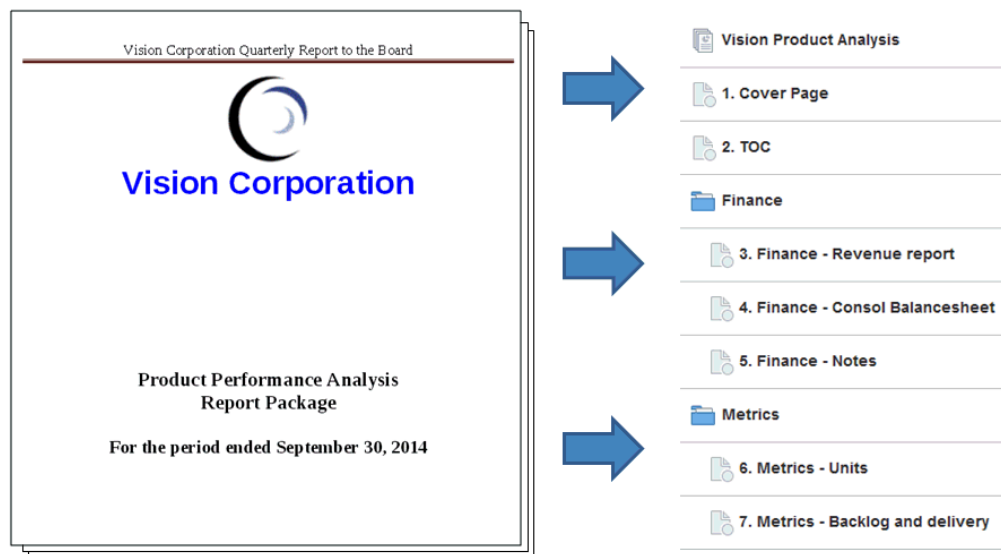 Vision Corporation Quarterly Report to the Board
Vision Corporation
Product Performance Analysis
Report Package
For the period ended September 30, 2014
Vision Product Analysis
1. Cover Page
2. TOC
Finance
3. Finance - Revenue report
4. Finance - Consol Balancesheet
5. Finance - Notes
Metrics
6. Metrics - Units
7. Metrics - Backlog and delivery